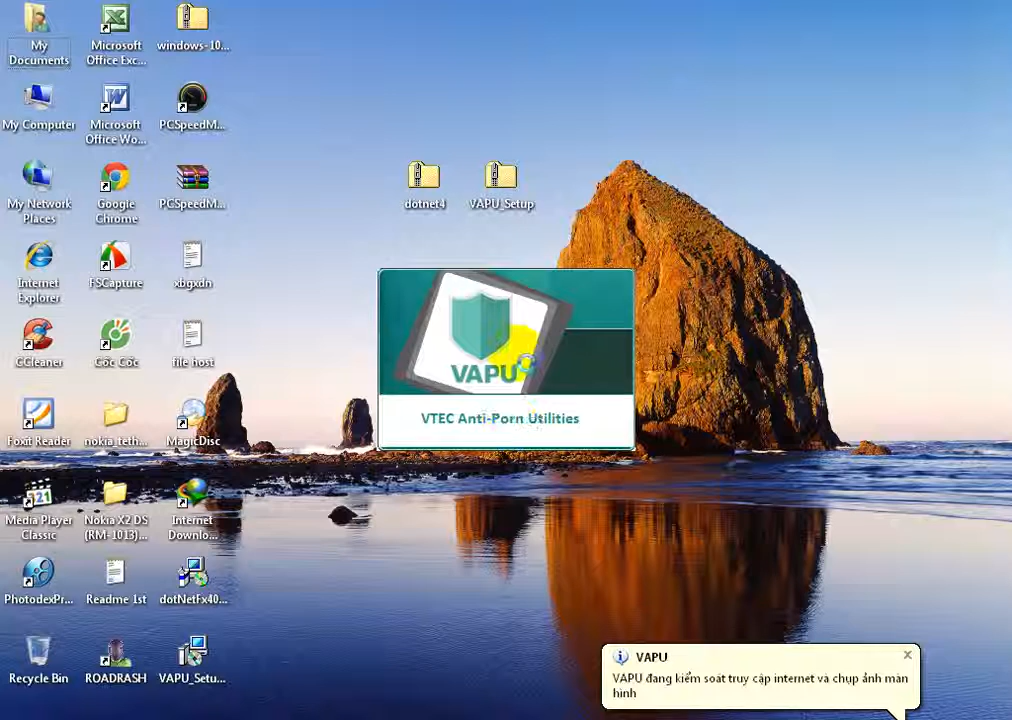 My
Documents
Microsoft
Office Exc...
windows-10...
My Computer
Microsoft
Office Wo...
PCSpeedM...
My Network
Places
Google
Chrome
PCSpeedM...
dotnet4
VAPU_Setup
Internet
Explorer
FSCapture
xbgxdn
CCleaner
Cốc Cốc
file host
VAPU
VTEC Anti-Porn Utilities
Foxit Reader
nokia_teth...
MagicDisc
321
Media Player
Classic
Nokia X2 DS
(RM-1013)...
Internet
Downlo...
PhotodexPr...
Readme 1st
dotNetFx40...
Recycle Bin
ROADRASH
VAPU_Setu...
VAPU
VAPU đang kiểm soát truy cập internet và chụp ảnh màn
hình